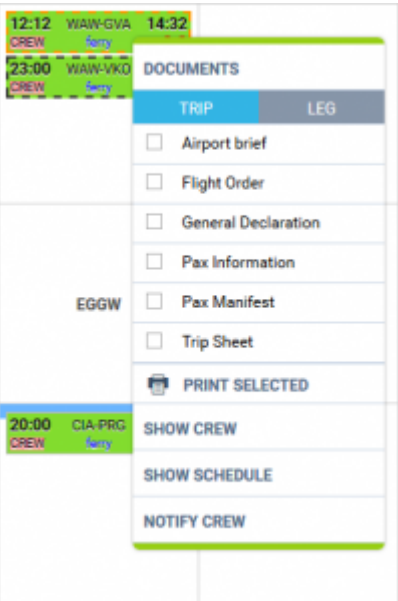 12:12 WAW-GVA 14:32
CREW ferry
23:00 WAW-VKO
CREW ferry
DOCUMENTS
TRIP LEG
Airport brief
Flight Order
General Declaration
Pax Information
EGGW
Pax Manifest
Trip Sheet
PRINT SELECTED
20:00 CIA-PRG
CREW ferry
SHOW CREW
SHOW SCHEDULE
NOTIFY CREW